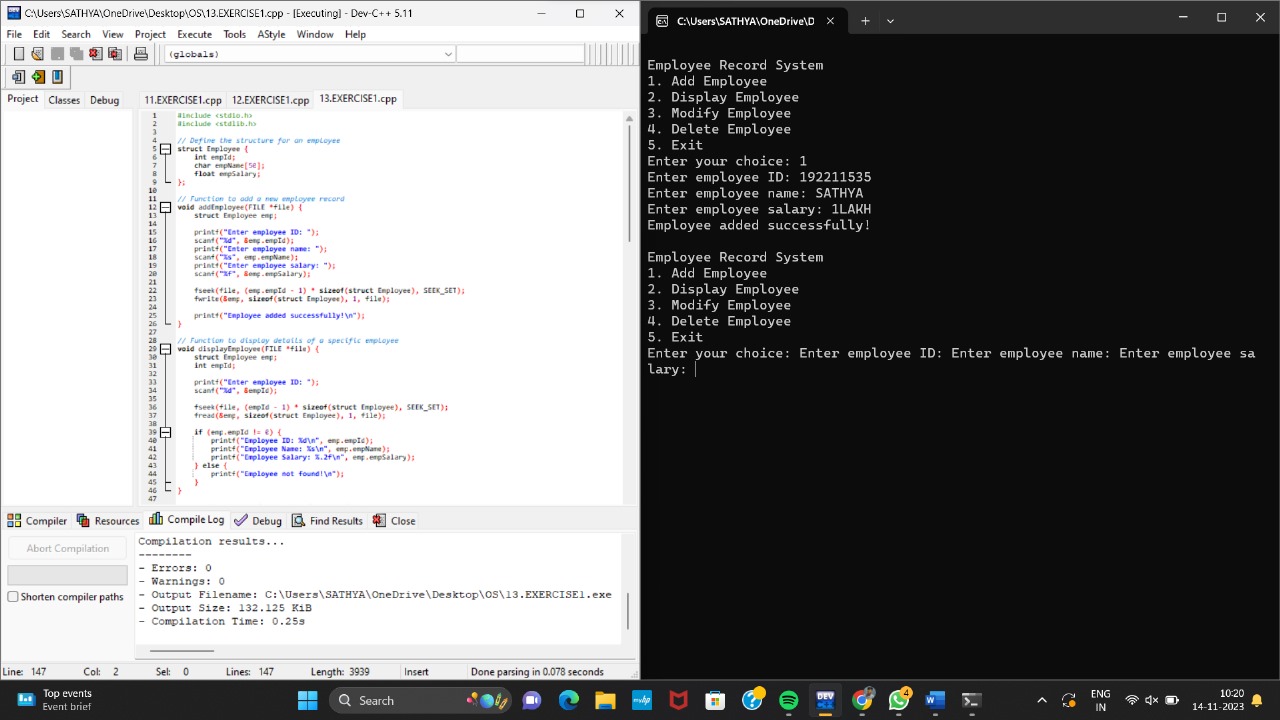 C:\Users\SATHYA\OneDrive\Desktop\OS\13.EXERCISE1.cpp - [Executing] - Dev-C++ 5.11
File Edit Search View Project Execute Tools AStyle Window Help
(globals)
Project Classes Debug
11.EXERCISE1.cpp 12.EXERCISE1.cpp 13.EXERCISE1.cpp
1 #include <stdio.h>
2 #include <stdlib.h>
3
4 // Define the structure for an employee
5 struct Employee {
6 int empId;
7 char empName[50];
8 float empSalary;
9 };
10
11 // Function to add a new employee record
12 void addEmployee(FILE *file) {
13 struct Employee emp;
14
15 printf("Enter employee ID: ");
16 scanf("%d", &emp.empId);
17 printf("Enter employee name: ");
18 scanf("%s", emp.empName);
19 printf("Enter employee salary: ");
20 scanf("%f", &emp.empSalary);
21
22 fseek(file, (emp.empId - 1) * sizeof(struct Employee), SEEK_SET);
23 fwrite(&emp, sizeof(struct Employee), 1, file);
24
25 printf("Employee added successfully!\n");
26 }
27
28 // Function to display details of a specific employee
29 void displayEmployee(FILE *file) {
30 struct Employee emp;
31 int empId;
32
33 printf("Enter employee ID: ");
34 scanf("%d", &empId);
35
36 fseek(file, (empId - 1) * sizeof(struct Employee), SEEK_SET);
37 fread(&emp, sizeof(struct Employee), 1, file);
38
39 if (emp.empId != 0) {
40 printf("Employee ID: %d\n", emp.empId);
41 printf("Employee Name: %s\n", emp.empName);
42 printf("Employee Salary: %.2f\n", emp.empSalary);
43 } else {
44 printf("Employee not found!\n");
45 }
46 }
47
Compiler Resources Compile Log Debug Find Results Close
Abort Compilation
Shorten compiler paths
Compilation results...
--------
- Errors: 0
- Warnings: 0
- Output Filename: C:\Users\SATHYA\OneDrive\Desktop\OS\13.EXERCISE1.exe
- Output Size: 132.125 KiB
- Compilation Time: 0.25s
Line: 147 Col: 2 Sel: 0 Lines: 147 Length: 3939 Insert Done parsing in 0.078 seconds
C:\Users\SATHYA\OneDrive\D
Employee Record System
1. Add Employee
2. Display Employee
3. Modify Employee
4. Delete Employee
5. Exit
Enter your choice: 1
Enter employee ID: 192211535
Enter employee name: SATHYA
Enter employee salary: 1LAKH
Employee added successfully!
Employee Record System
1. Add Employee
2. Display Employee
3. Modify Employee
4. Delete Employee
5. Exit
Enter your choice: Enter employee ID: Enter employee name: Enter employee sa
lary:
Top events
Event brief
Search
myhp
DEV
4
ENG
IN
10:20
14-11-2023